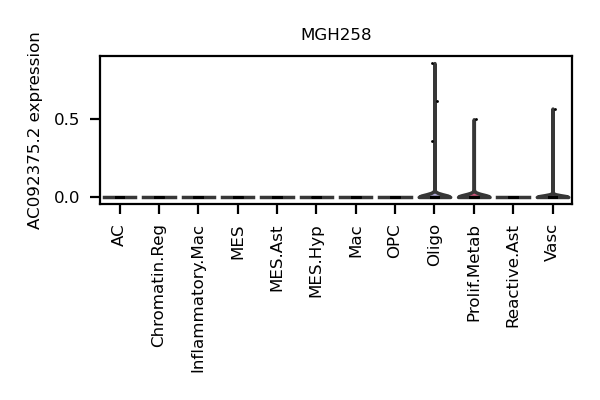 MGH258
AC092375.2 expression
0.5
0.0
AC
Chromatin.Reg
Inflammatory.Mac
MES
MES.Ast
MES.Hyp
Mac
OPC
Oligo
Prolif.Metab
Reactive.Ast
Vasc